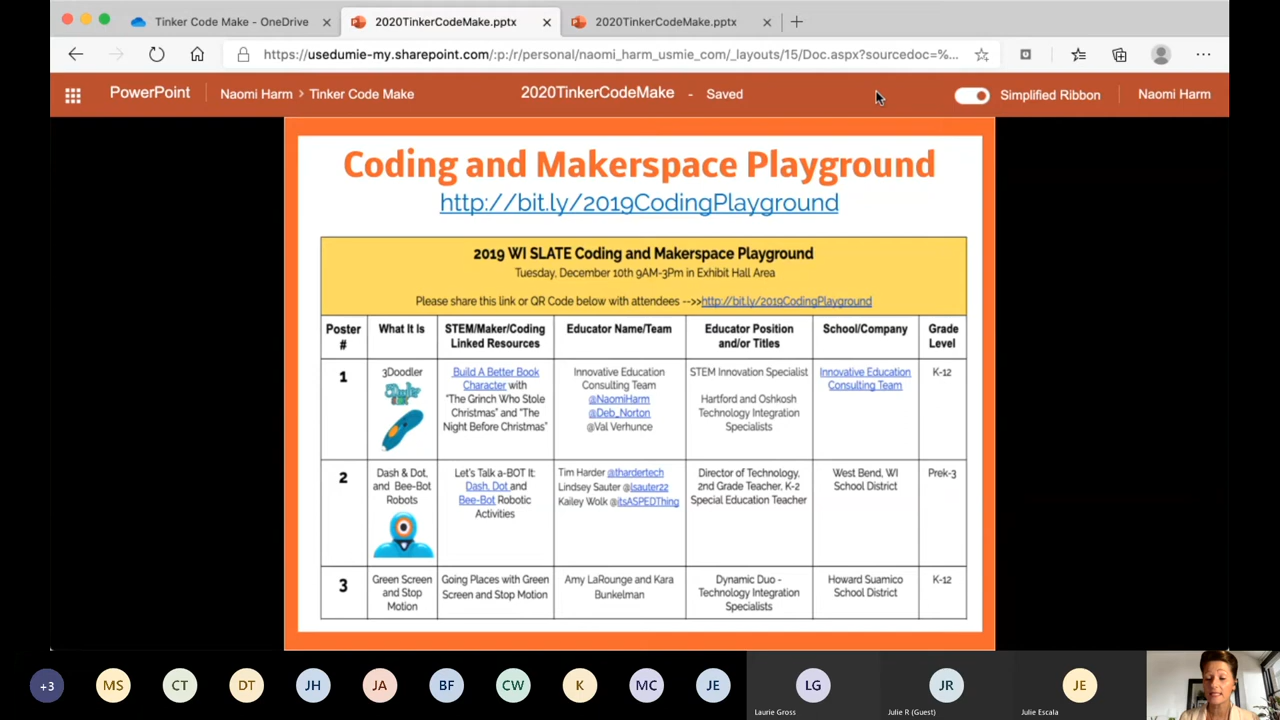 Tinker Code Make - OneDrive
2020TinkerCodeMake.pptx
2020TinkerCodeMake.pptx
https://usedumie-my.sharepoint.com/:p:/r/personal/naomi_harm_usmie_com/_layouts/15/Doc.aspx?sourcedoc=%...
PowerPoint
Naomi Harm > Tinker Code Make
2020TinkerCodeMake - Saved
Simplified Ribbon
Naomi Harm
Coding and Makerspace Playground
http://bit.ly/2019CodingPlayground
2019 WI SLATE Coding and Makerspace Playground
Tuesday, December 10th 9AM-3Pm in Exhibit Hall Area
Please share this link or QR Code below with attendees -->>http://bit.ly/2019CodingPlayground
Poster
#
What It Is
STEM/Maker/Coding
Linked Resources
Educator Name/Team
Educator Position
and/or Titles
School/Company
Grade
Level
1
3Doodler
Build A Better Book
Character with
"The Grinch Who Stole
Christmas" and "The
Night Before Christmas"
Innovative Education
Consulting Team
@NaomiHarm
@Deb_Norton
@Val Verhunce
STEM Innovation Specialist
Hartford and Oshkosh
Technology Integration
Specialists
Innovative Education
Consulting Team
K-12
2
Dash & Dot,
and Bee-Bot
Robots
Let's Talk a-BOT It:
Dash, Dot and
Bee-Bot Robotic
Activities
Tim Harder @thardertech
Lindsey Sauter @lsauter22
Kailey Wolk @itsASPEDThing
Director of Technology,
2nd Grade Teacher, K-2
Special Education Teacher
West Bend, WI
School District
Prek-3
3
Green Screen
and Stop
Motion
Going Places with Green
Screen and Stop Motion
Amy LaRounge and Kara
Bunkelman
Dynamic Duo -
Technology Integration
Specialists
Howard Suamico
School District
K-12
+3
MS
CT
DT
JH
JA
BF
CW
K
MC
JE
LG
JR
JE
Laurie Gross
Julie R (Guest)
Julie Escala